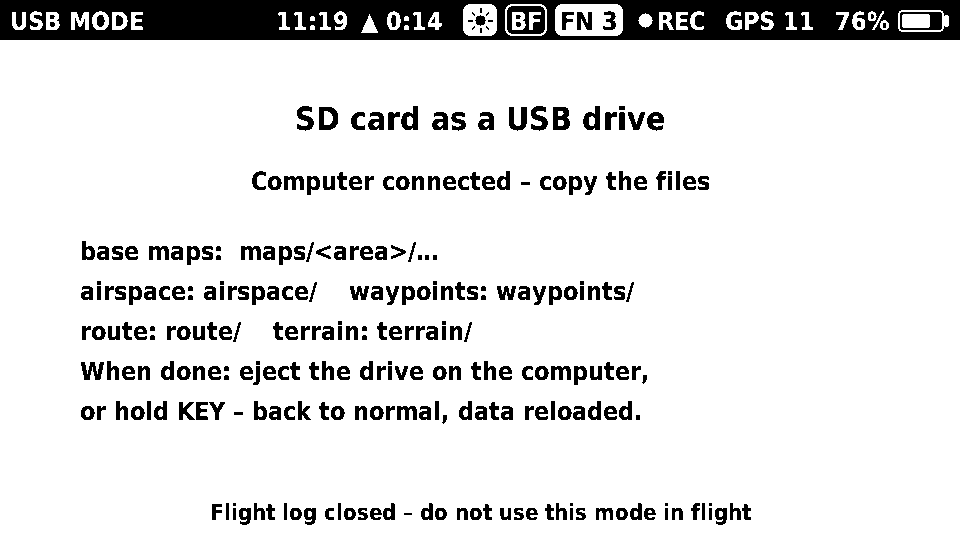 USB MODE 11:19 ▲ 0:14 BF FN 3 ●REC GPS 11 76%
SD card as a USB drive
Computer connected – copy the files
base maps: maps/<area>/...
airspace: airspace/ waypoints: waypoints/
route: route/ terrain: terrain/
When done: eject the drive on the computer,
or hold KEY – back to normal, data reloaded.
Flight log closed – do not use this mode in flight